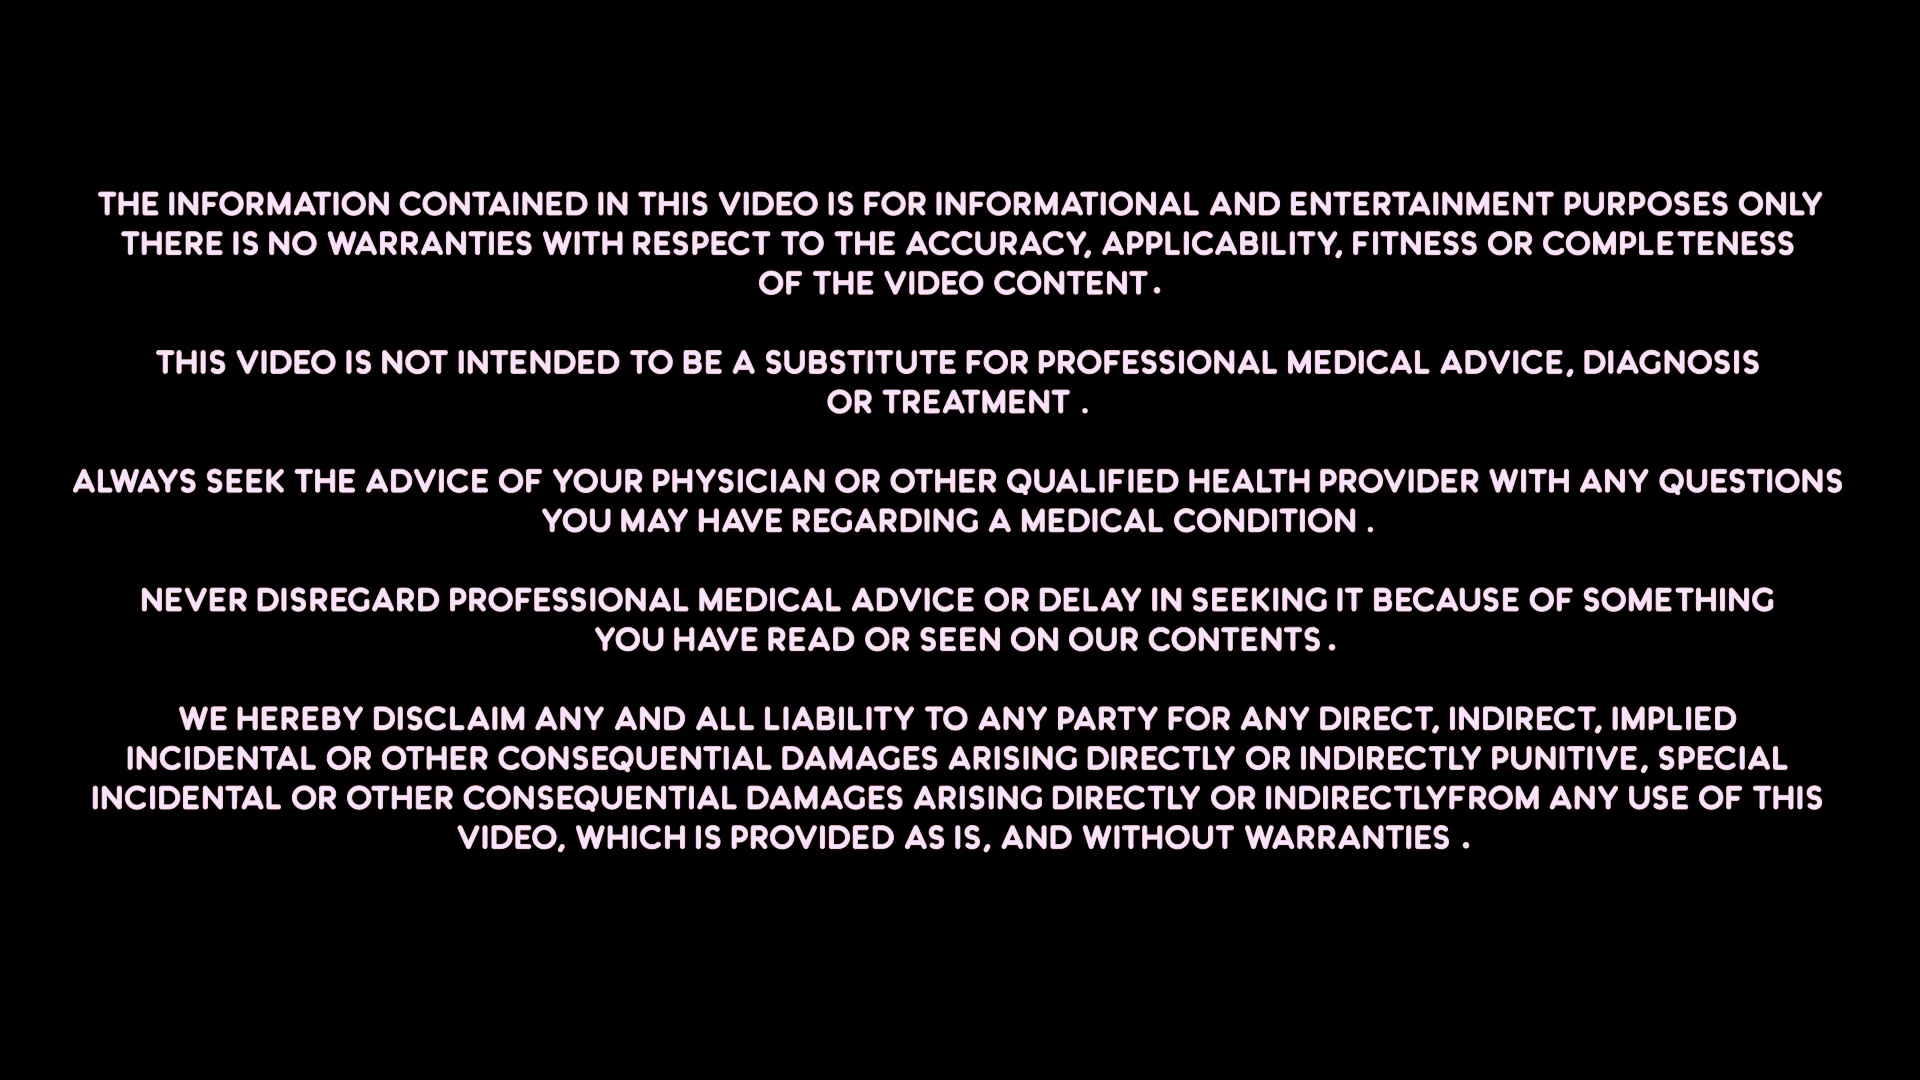 THE INFORMATION CONTAINED IN THIS VIDEO IS FOR INFORMATIONAL AND ENTERTAINMENT PURPOSES ONLY
THERE IS NO WARRANTIES WITH RESPECT TO THE ACCURACY, APPLICABILITY, FITNESS OR COMPLETENESS
OF THE VIDEO CONTENT.
THIS VIDEO IS NOT INTENDED TO BE A SUBSTITUTE FOR PROFESSIONAL MEDICAL ADVICE, DIAGNOSIS
OR TREATMENT .
ALWAYS SEEK THE ADVICE OF YOUR PHYSICIAN OR OTHER QUALIFIED HEALTH PROVIDER WITH ANY QUESTIONS
YOU MAY HAVE REGARDING A MEDICAL CONDITION .
NEVER DISREGARD PROFESSIONAL MEDICAL ADVICE OR DELAY IN SEEKING IT BECAUSE OF SOMETHING
YOU HAVE READ OR SEEN ON OUR CONTENTS.
WE HEREBY DISCLAIM ANY AND ALL LIABILITY TO ANY PARTY FOR ANY DIRECT, INDIRECT, IMPLIED
INCIDENTAL OR OTHER CONSEQUENTIAL DAMAGES ARISING DIRECTLY OR INDIRECTLY PUNITIVE, SPECIAL
INCIDENTAL OR OTHER CONSEQUENTIAL DAMAGES ARISING DIRECTLY OR INDIRECTLYFROM ANY USE OF THIS
VIDEO, WHICH IS PROVIDED AS IS, AND WITHOUT WARRANTIES .